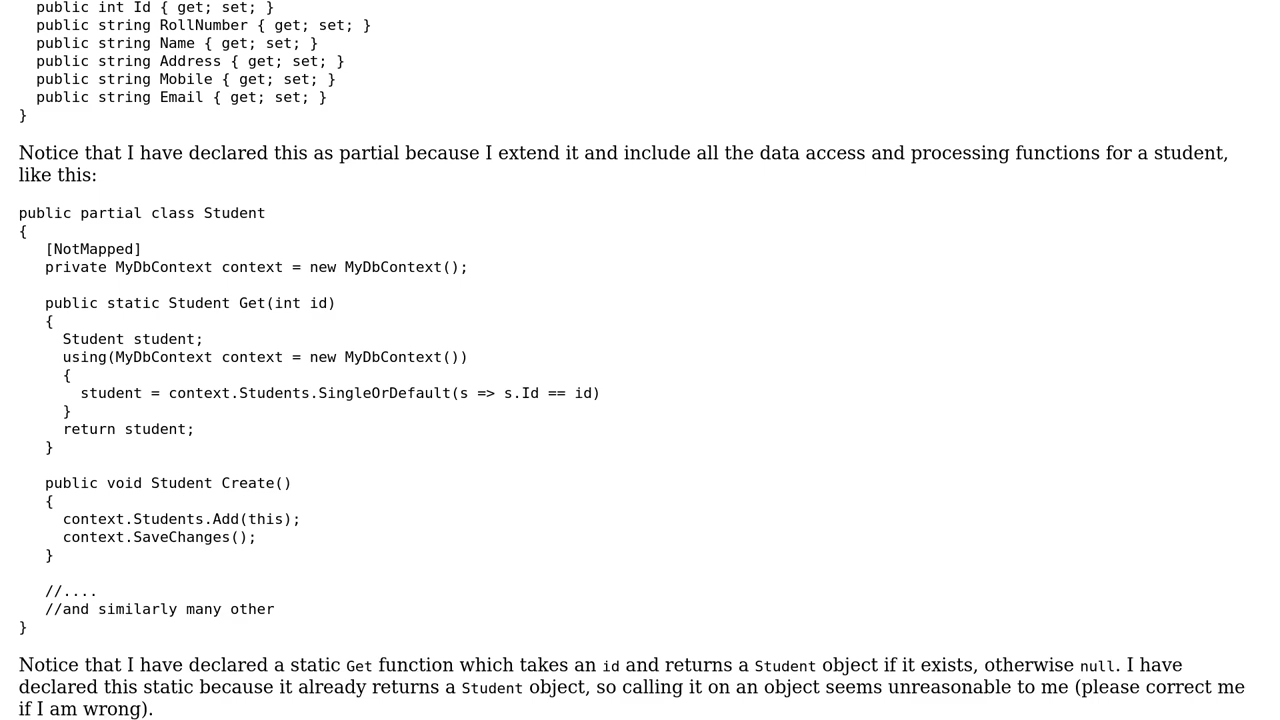 public int Id { get; set; }
  public string RollNumber { get; set; }
  public string Name { get; set; }
  public string Address { get; set; }
  public string Mobile { get; set; }
  public string Email { get; set; }
}
Notice that I have declared this as partial because I extend it and include all the data access and processing functions for a student,
like this:
public partial class Student
{
   [NotMapped]
   private MyDbContext context = new MyDbContext();

   public static Student Get(int id)
   {
     Student student;
     using(MyDbContext context = new MyDbContext())
     {
       student = context.Students.SingleOrDefault(s => s.Id == id)
     }
     return student;
   }

   public void Student Create()
   {
     context.Students.Add(this);
     context.SaveChanges();
   }

   //....
   //and similarly many other
}
Notice that I have declared a static Get function which takes an id and returns a Student object if it exists, otherwise null. I have
declared this static because it already returns a Student object, so calling it on an object seems unreasonable to me (please correct me
if I am wrong).